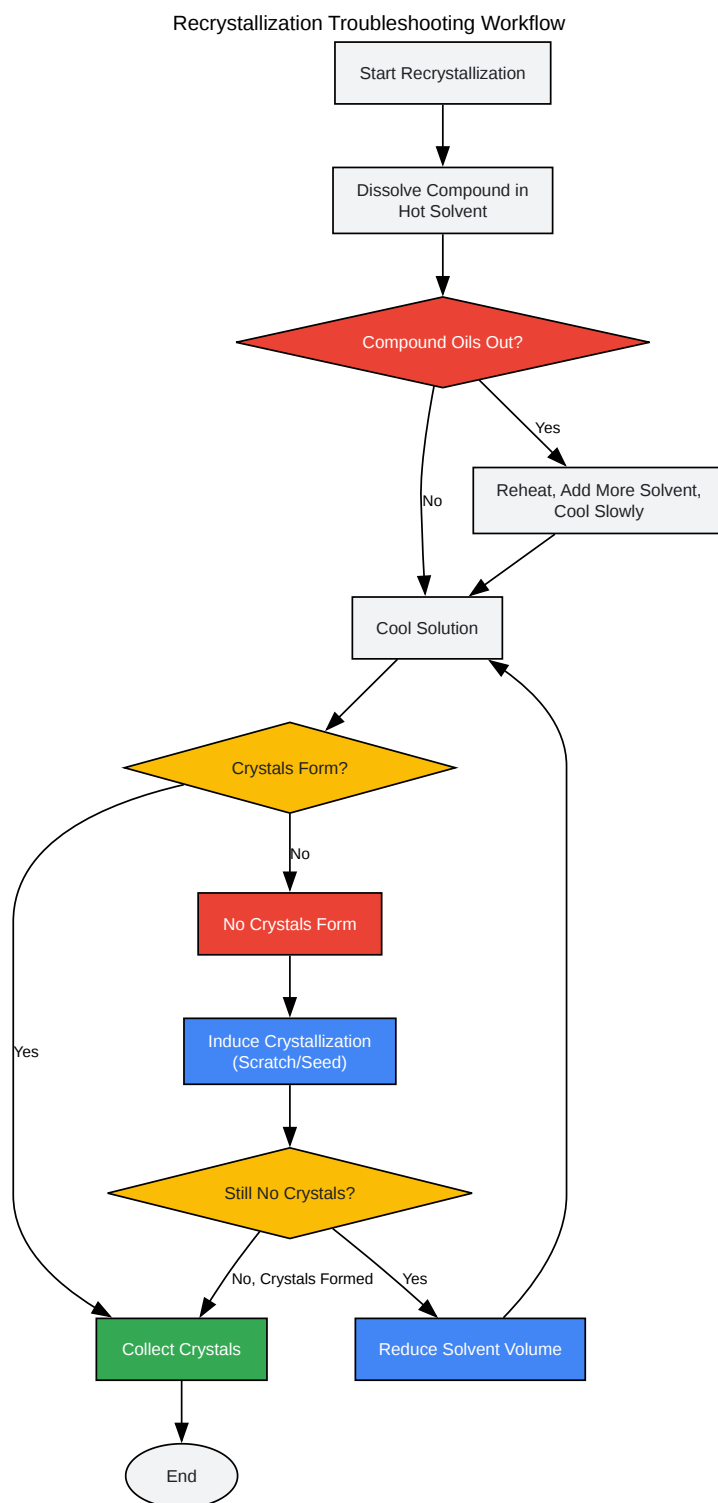 Recrystallization Troubleshooting Workflow
Start Recrystallization
Dissolve Compound in
Hot Solvent
Compound Oils Out?
Yes
Reheat, Add More Solvent,
Cool Slowly
No
Cool Solution
Crystals Form?
No
No Crystals Form
Induce Crystallization
(Scratch/Seed)
Yes
Still No Crystals?
No, Crystals Formed
Yes
Collect Crystals
Reduce Solvent Volume
End